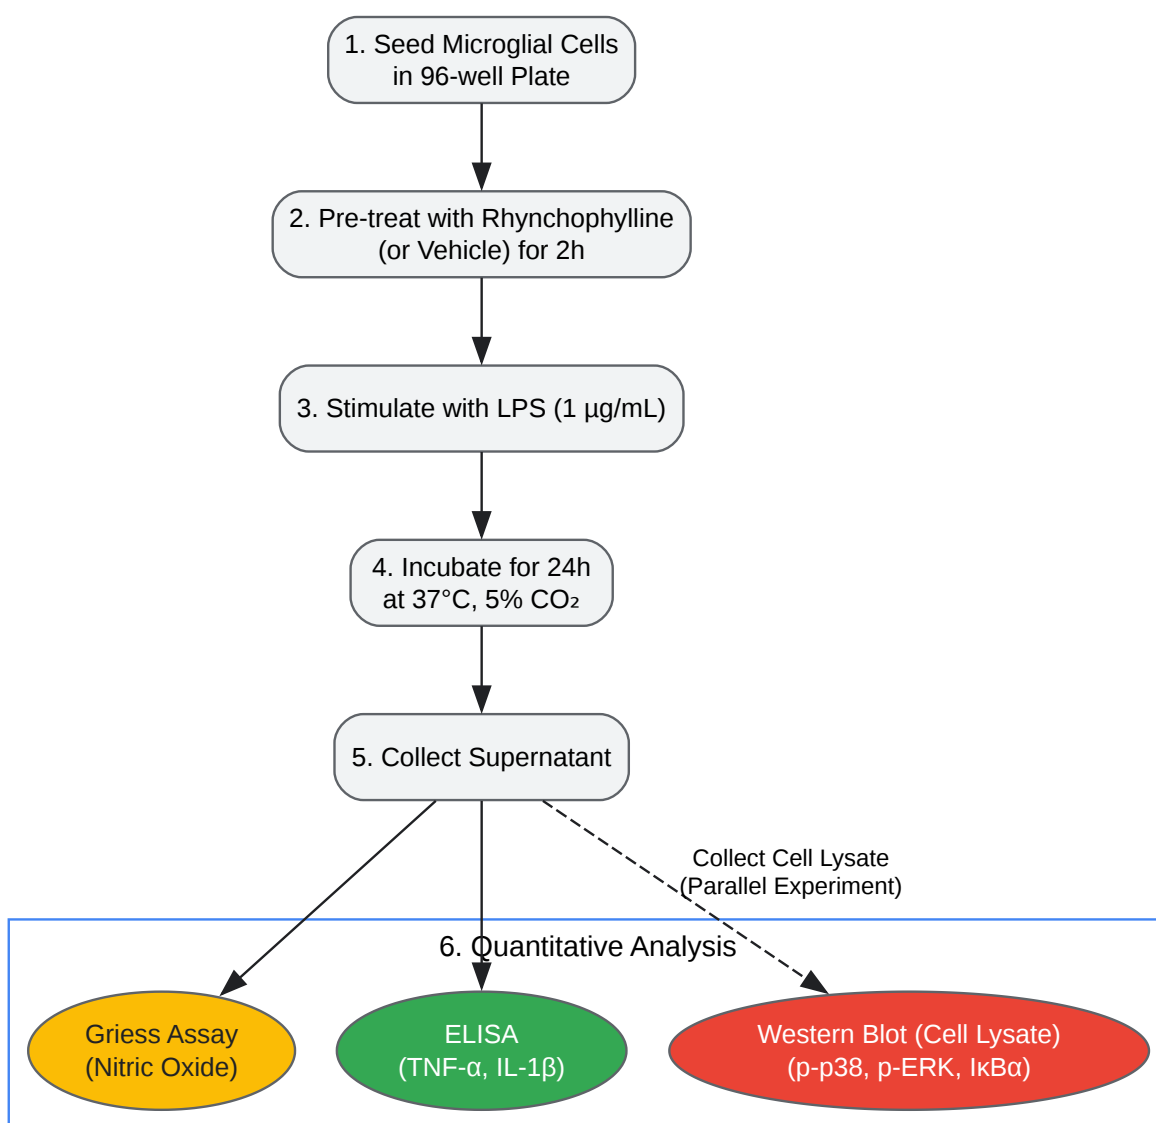 1. Seed Microglial Cells
in 96-well Plate
2. Pre-treat with Rhynchophylline
(or Vehicle) for 2h
3. Stimulate with LPS (1 µg/mL)
4. Incubate for 24h
at 37°C, 5% CO₂
5. Collect Supernatant
Collect Cell Lysate
(Parallel Experiment)
6. Quantitative Analysis
Griess Assay
(Nitric Oxide)
ELISA
(TNF-α, IL-1β)
Western Blot (Cell Lysate)
(p-p38, p-ERK, IκBα)